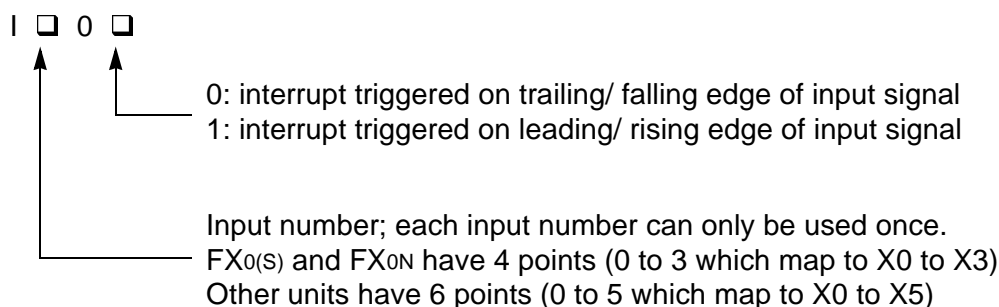 I ❏ 0 ❏
0: interrupt triggered on trailing/ falling edge of input signal
1: interrupt triggered on leading/ rising edge of input signal
Input number; each input number can only be used once.
FX0(S) and FX0N have 4 points (0 to 3 which map to X0 to X3)
Other units have 6 points (0 to 5 which map to X0 to X5)